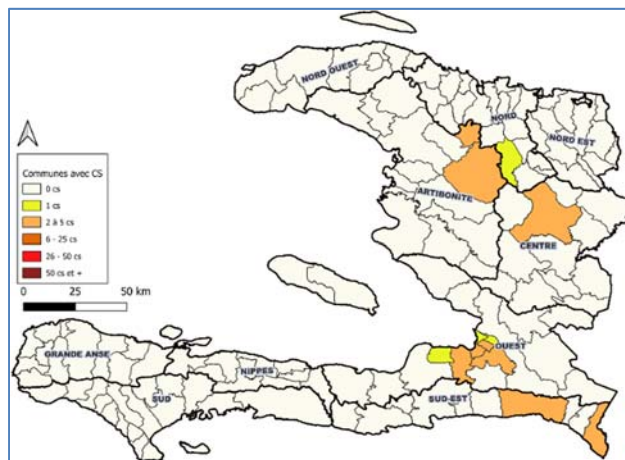 NORD OUEST
NORD
NORD EST
Communes avec CS
0 cs
1 cs
2 à 5 cs
6 - 25 cs
26 - 50 cs
50 cs et +
0 25 50 km
ARTIBONITE
CENTRE
OUEST
GRANDE ANSE
NIPPES
SUD
SUD-EST